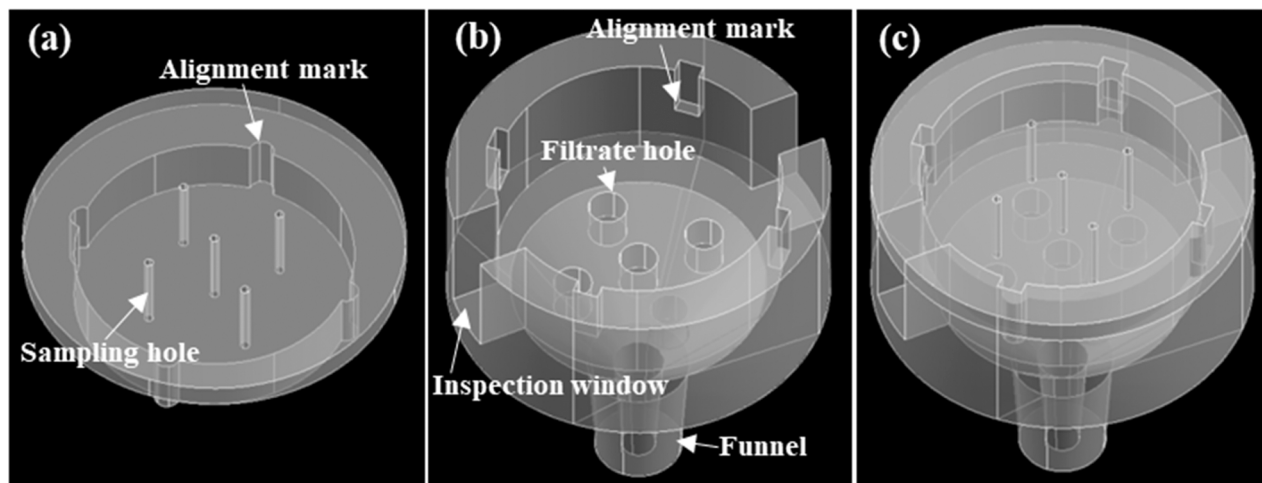 (a)
Alignment mark
Sampling hole
(b)
Alignment mark
Filtrate hole
Inspection window
Funnel
(c)